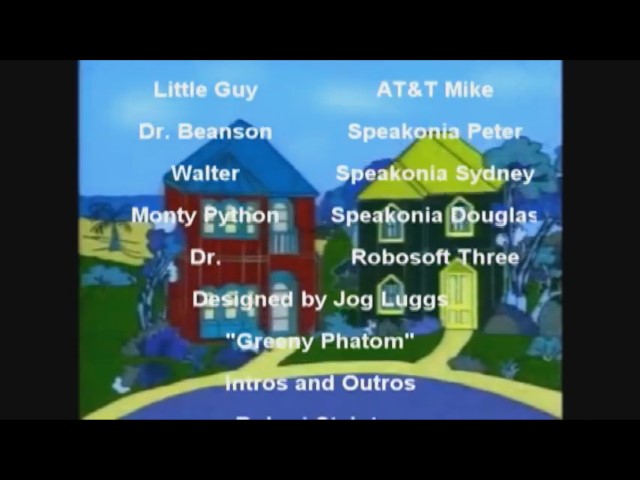 Little Guy AT&T Mike
Dr. Beanson Speakonia Peter
Walter Speakonia Sydney
Monty Python Speakonia Douglas
Dr. Robosoft Three
Designed by Jog Luggs
"Greeny Phatom"
Intros and Outros